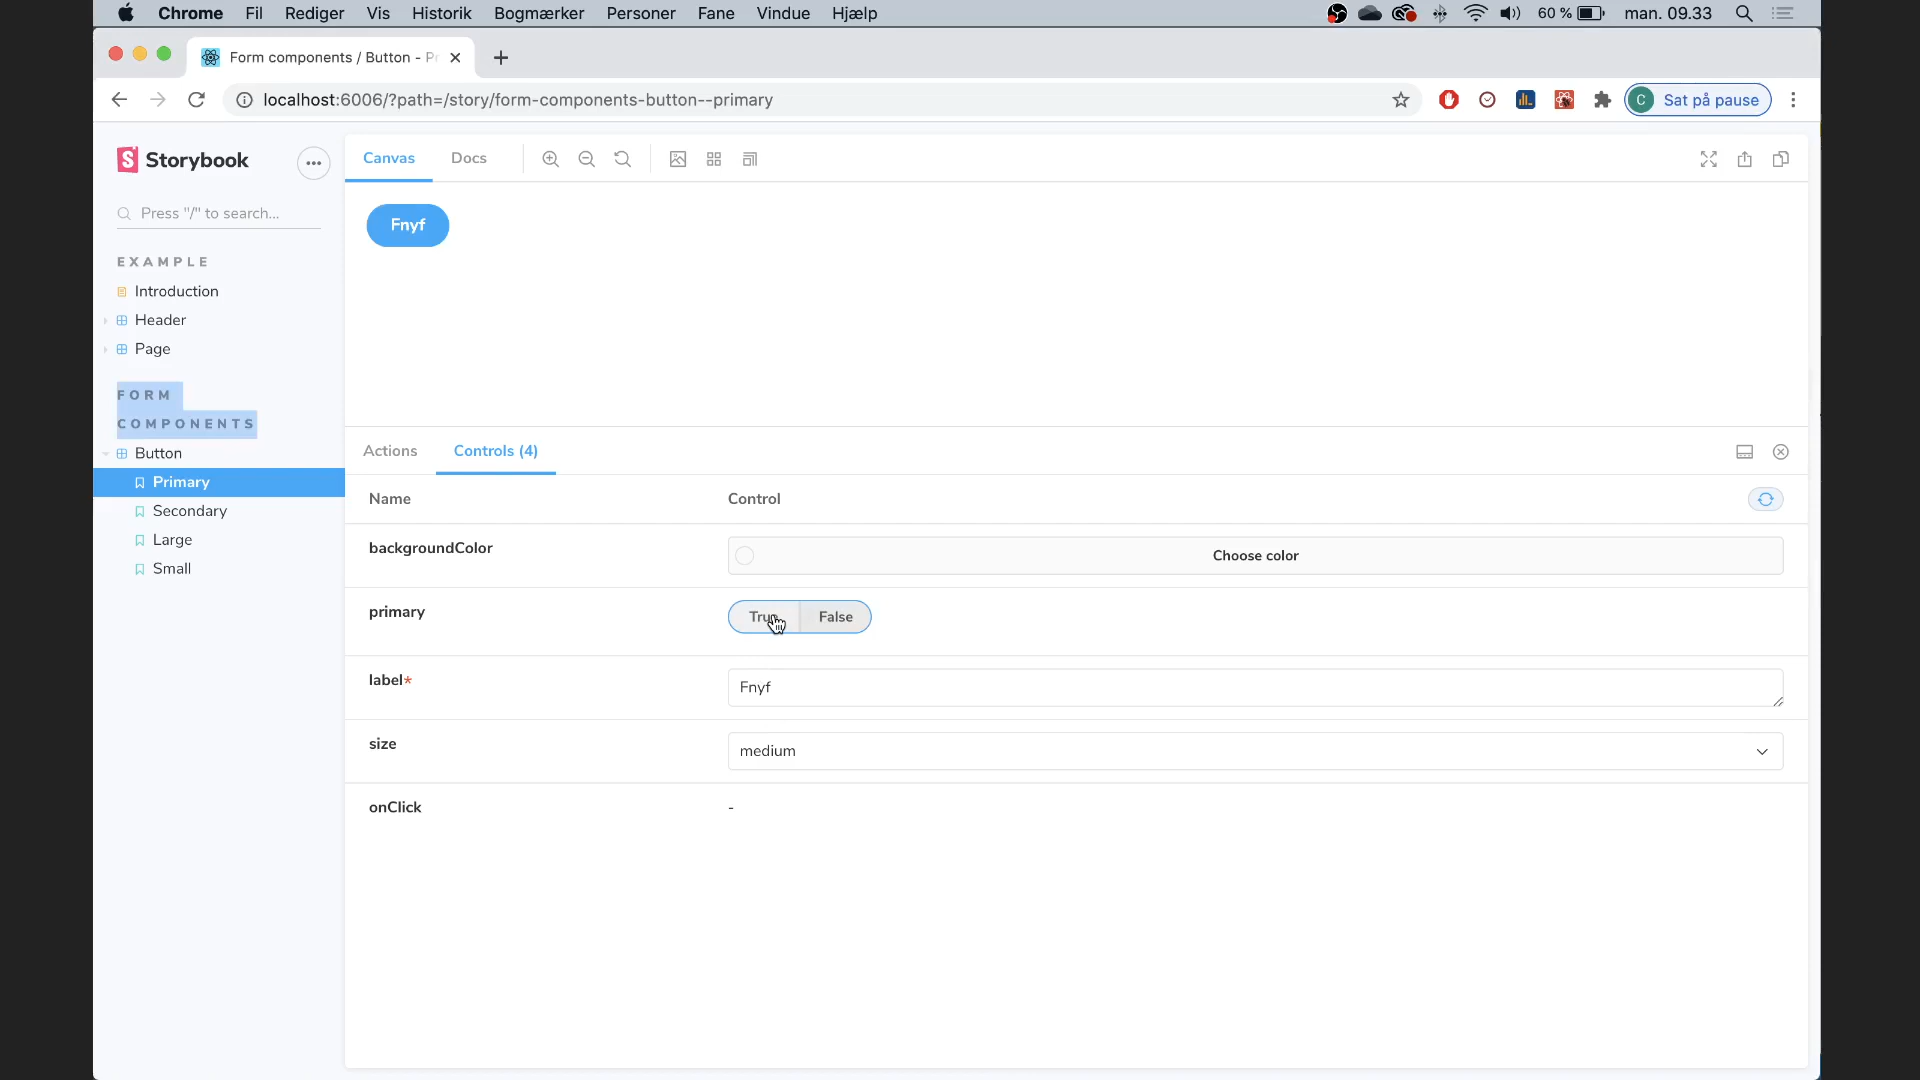 Chrome Fil Rediger Vis Historik Bogmærker Personer Fane Vindue Hjælp 60 % man. 09.33
Form components / Button - Pr
localhost:6006/?path=/story/form-components-button--primary
C Sat på pause
Storybook
Canvas Docs
Press "/" to search...
Fnyf
EXAMPLE
Introduction
Header
Page
FORM
COMPONENTS
Button
Primary
Secondary
Large
Small
Actions Controls (4)
Name Control
backgroundColor Choose color
primary True False
label* Fnyf
size medium
onClick -